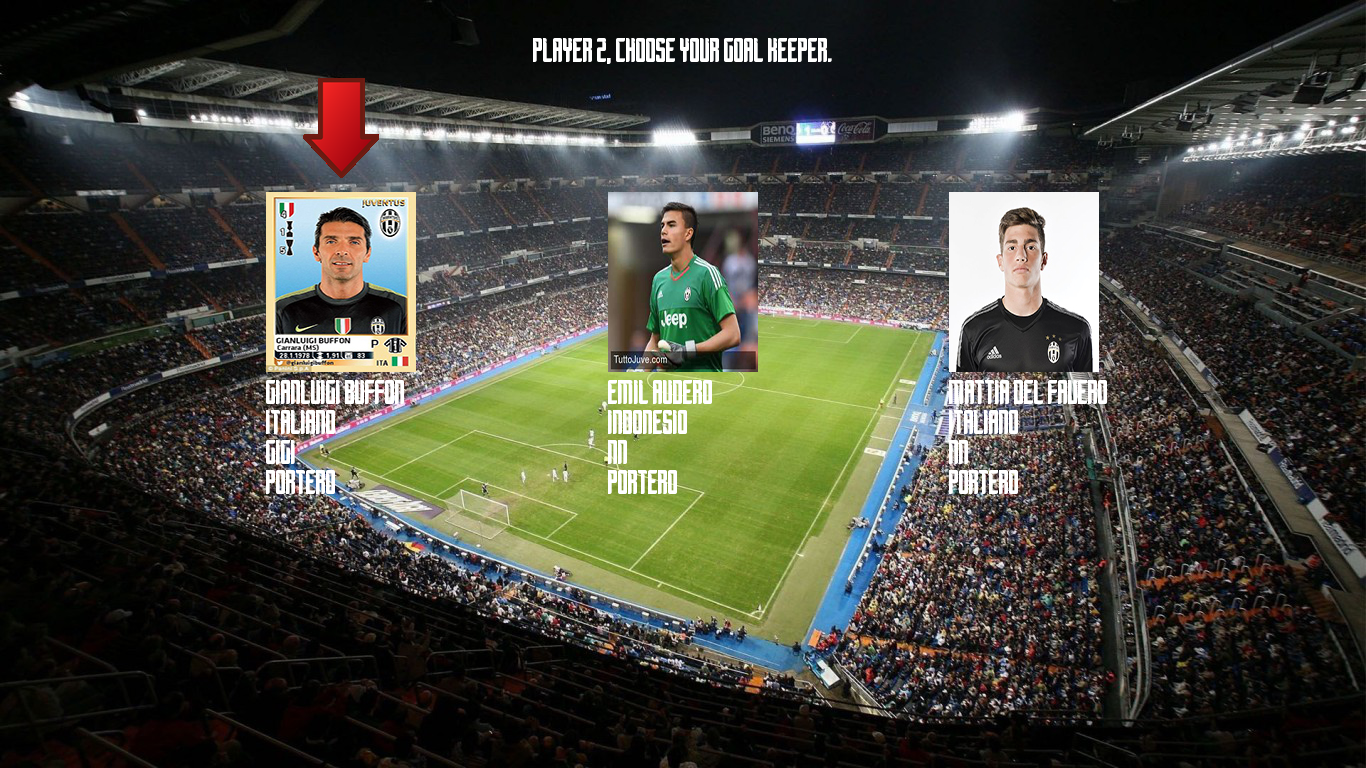 PLAYER 2, CHOOSE YOUR GOAL KEEPER.
BENQ
SIEMENS
Coca-Cola
JUVENTUS
GIANLUIGI BUFFON
Carrara (MS)
P
28.1.1978 1.91 83
@gianluigibuffon
ITA
Jeep
TuttoJuve.com
adidas
GIANLUIGI BUFFON
ITALIANO
GIGI
PORTERO
EMIL AUDERO
INDONESIO
NN
PORTERO
MATTIA DEL FAVERO
ITALIANO
NN
PORTERO